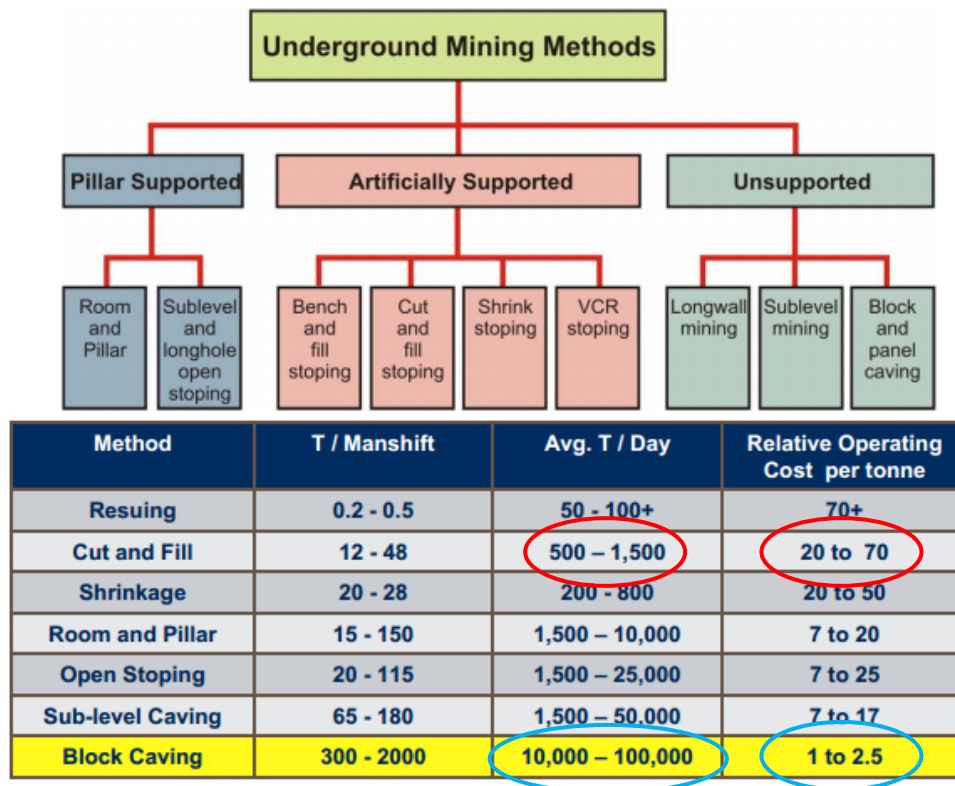 Underground Mining Methods
Pillar Supported
Artificially Supported
Unsupported
Room
and
Pillar
Sublevel
and
longhole
open
stoping
Bench
and
fill
stoping
Cut
and
fill
stoping
Shrink
stoping
VCR
stoping
Longwall
mining
Sublevel
mining
Block
and
panel
caving
Method T / Manshift Avg. T / Day Relative Operating
Cost per tonne
Resuing 0.2 - 0.5 50 - 100+ 70+
Cut and Fill 12 - 48 500 – 1,500 20 to 70
Shrinkage 20 - 28 200 - 800 20 to 50
Room and Pillar 15 - 150 1,500 – 10,000 7 to 20
Open Stoping 20 - 115 1,500 – 25,000 7 to 25
Sub-level Caving 65 - 180 1,500 – 50,000 7 to 17
Block Caving 300 - 2000 10,000 – 100,000 1 to 2.5